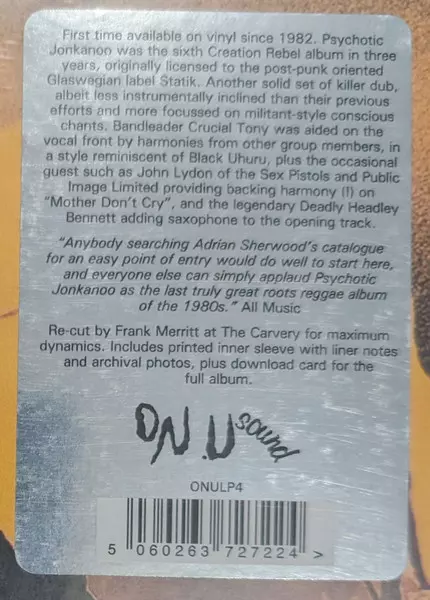 First time available on vinyl since 1982. Psychotic
Jonkanoo was the sixth Creation Rebel album in three
years, originally licensed to the post-punk oriented
Glaswegian label Statik. Another solid set of killer dub,
albeit less instrumentally inclined than their previous
efforts and more focussed on militant-style conscious
chants. Bandleader Crucial Tony was aided on the
vocal front by harmonies from other group members, in
a style reminiscent of Black Uhuru, plus the occasional
guest such as John Lydon of the Sex Pistols and Public
Image Limited providing backing harmony (!) on
"Mother Don't Cry", and the legendary Deadly Headley
Bennett adding saxophone to the opening track.
"Anybody searching Adrian Sherwood's catalogue
for an easy point of entry would do well to start here,
and everyone else can simply applaud Psychotic
Jonkanoo as the last truly great roots reggae album
of the 1980s." All Music
Re-cut by Frank Merritt at The Carvery for maximum
dynamics. Includes printed inner sleeve with liner notes
and archival photos, plus download card for the
full album.
ON.U sound
ONULP4
5 060263 727224 >